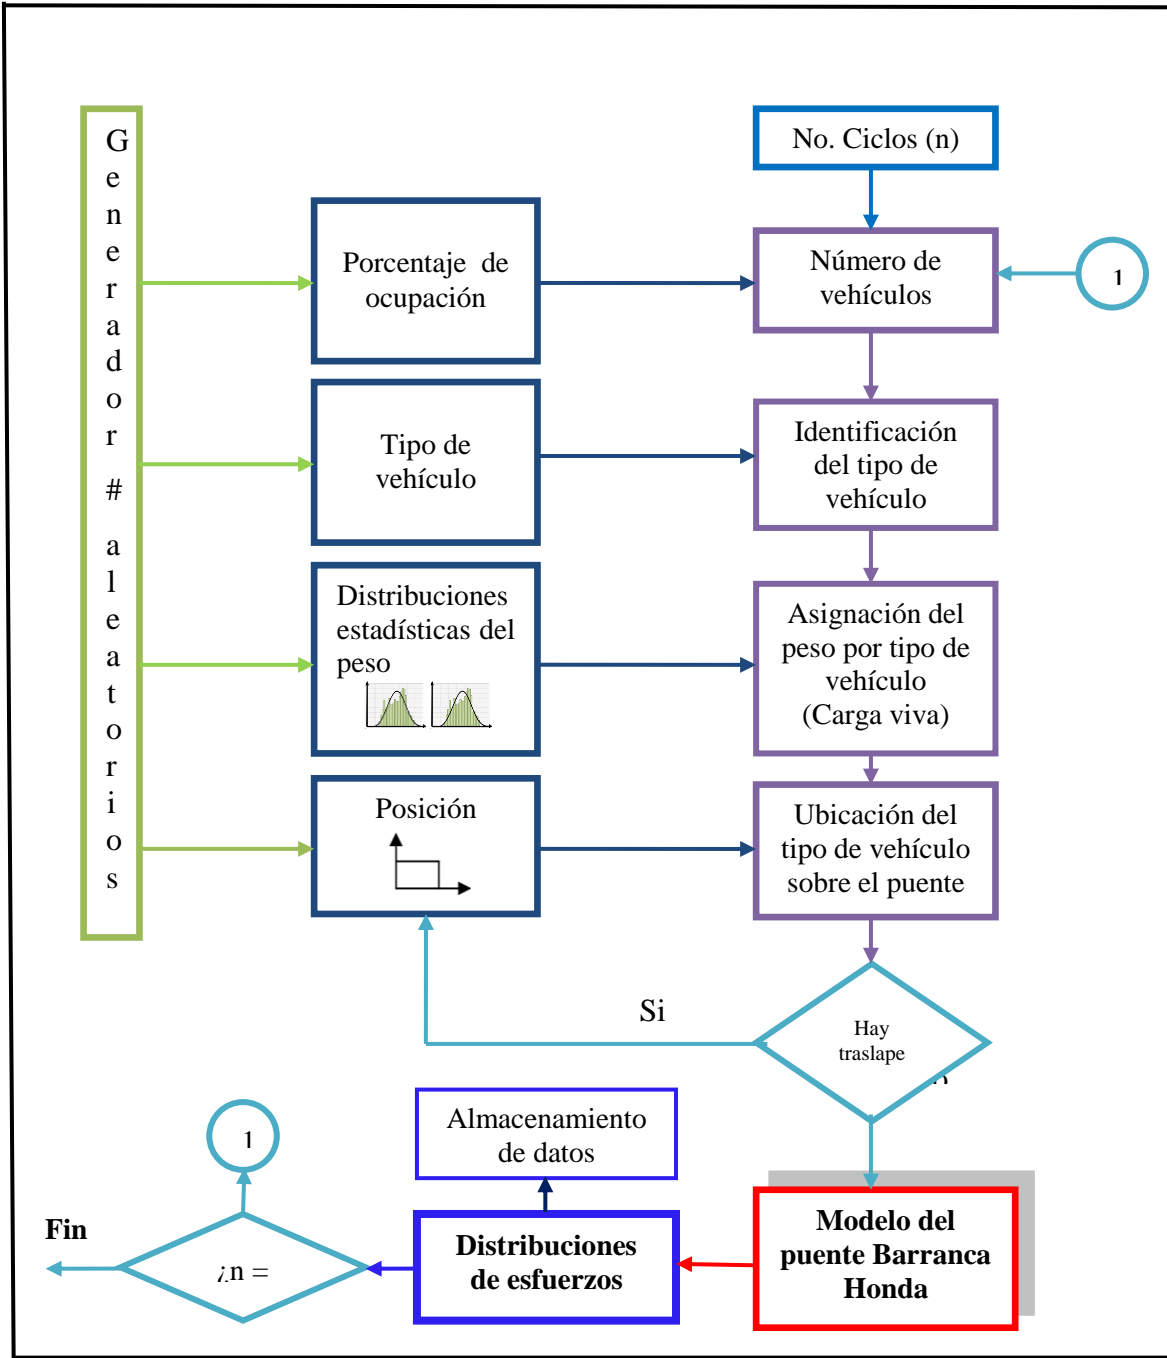 Generador # aleatorios
No. Ciclos (n)
Porcentaje de
ocupación
Número de
vehículos
1
Tipo de
vehículo
Identificación
del tipo de
vehículo
Distribuciones
estadísticas del
peso
Asignación del
peso por tipo de
vehículo
(Carga viva)
Posición
Ubicación del
tipo de vehículo
sobre el puente
Si
Hay
traslape
Almacenamiento
de datos
1
Fin
¿n =
Distribuciones
de esfuerzos
Modelo del
puente Barranca
Honda